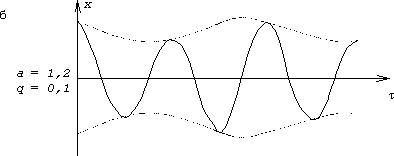 x
б
a = 1,2
q = 0,1
τ